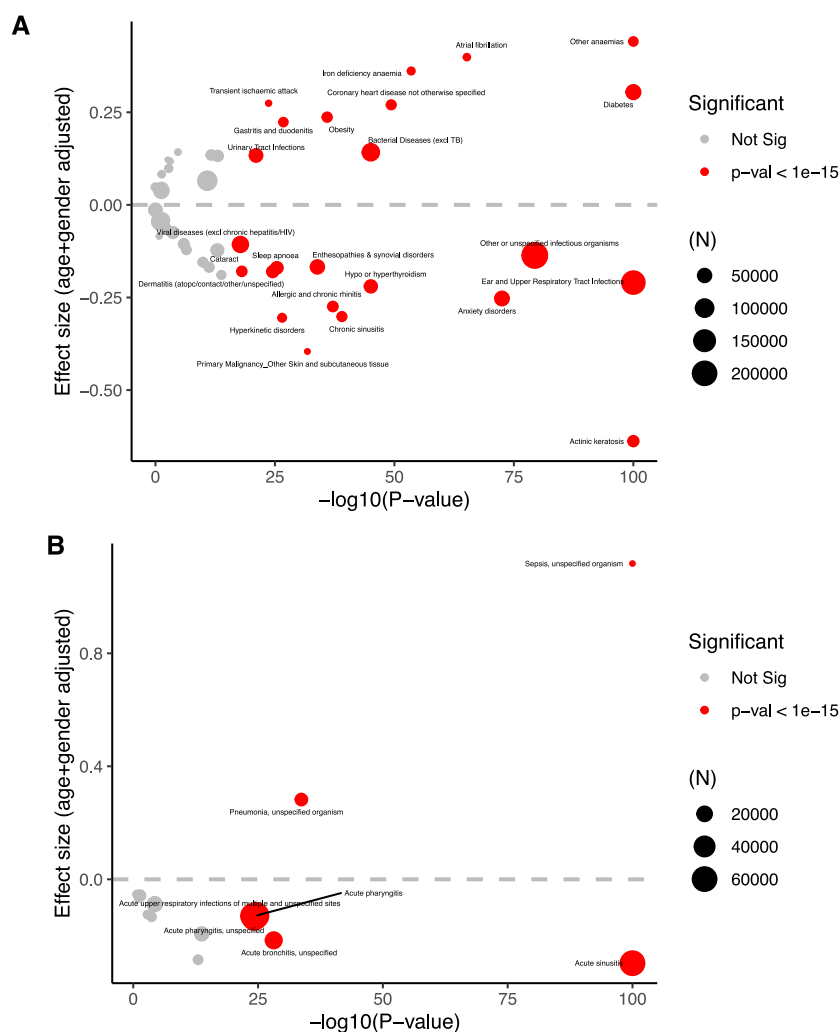 A
Atrial fibrillation
Other anaemias
Iron deficiency anaemia
Coronary heart disease not otherwise specified
Transient ischaemic attack
Diabetes
Gastritis and duodenitis
Obesity
Urinary Tract Infections
Bacterial Diseases (excl TB)
Viral diseases (excl chronic hepatitis/HIV)
Other or unspecified infectious organisms
Cataract
Sleep apnoea
Enthesopathies & synovial disorders
Hypo or hyperthyroidism
Dermatitis (atopc/contact/other/unspecified)
Ear and Upper Respiratory Tract Infections
Allergic and chronic rhinitis
Anxiety disorders
Hyperkinetic disorders
Chronic sinusitis
Primary Malignancy_Other Skin and subcutaneous tissue
Actinic keratosis
0.25
0.00
−0.25
−0.50
Effect size (age+gender adjusted)
0
25
50
75
100
−log10(P−value)
Significant
Not Sig
p−val < 1e−15
(N)
50000
100000
150000
200000
B
Sepsis, unspecified organism
Pneumonia, unspecified organism
Acute pharyngitis
Acute upper respiratory infections of multiple and unspecified sites
Acute pharyngitis, unspecified
Acute bronchitis, unspecified
Acute sinusitis
0.8
0.4
0.0
Effect size (age+gender adjusted)
0
25
50
75
100
−log10(P−value)
Significant
Not Sig
p−val < 1e−15
(N)
20000
40000
60000